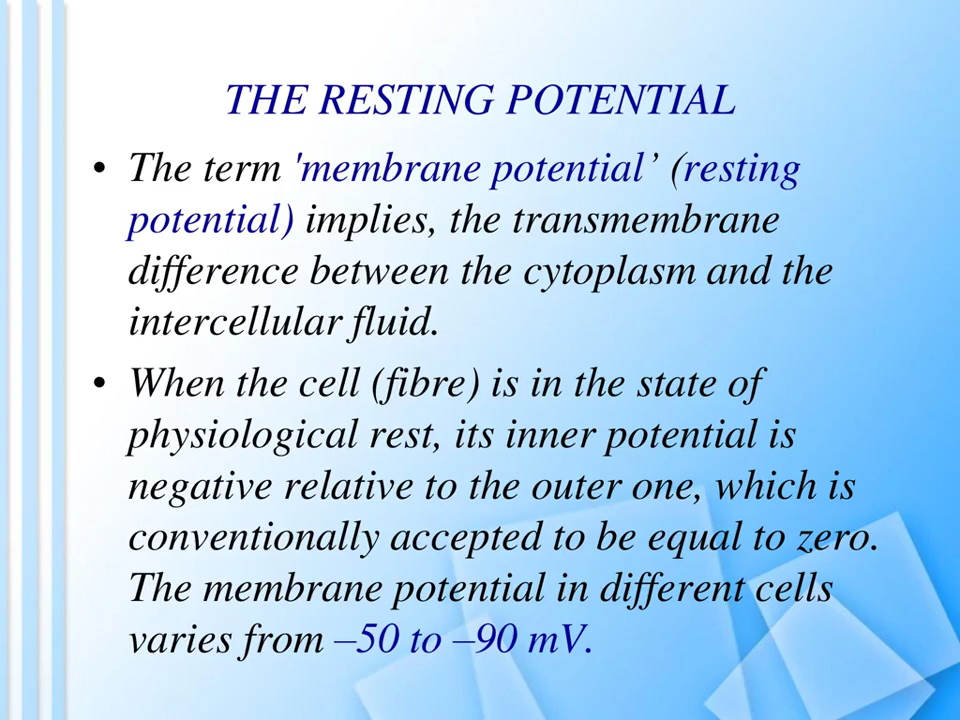 THE RESTING POTENTIAL
• The term 'membrane potential’ (resting
potential) implies, the transmembrane
difference between the cytoplasm and the
intercellular fluid.
• When the cell (fibre) is in the state of
physiological rest, its inner potential is
negative relative to the outer one, which is
conventionally accepted to be equal to zero.
The membrane potential in different cells
varies from –50 to –90 mV.